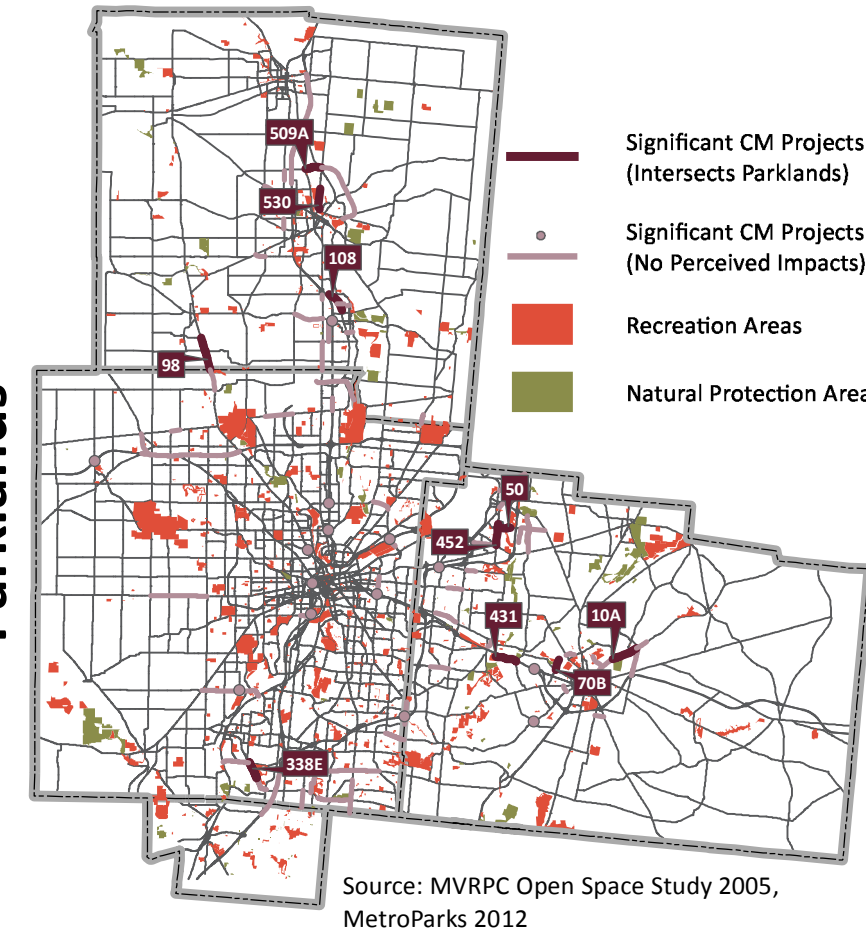 509A
530
108
98
50
452
431
10A
70B
338E
Significant CM Projects
(Intersects Parklands)
Significant CM Projects
(No Perceived Impacts)
Recreation Areas
Natural Protection Area
Source: MVRPC Open Space Study 2005,
MetroParks 2012